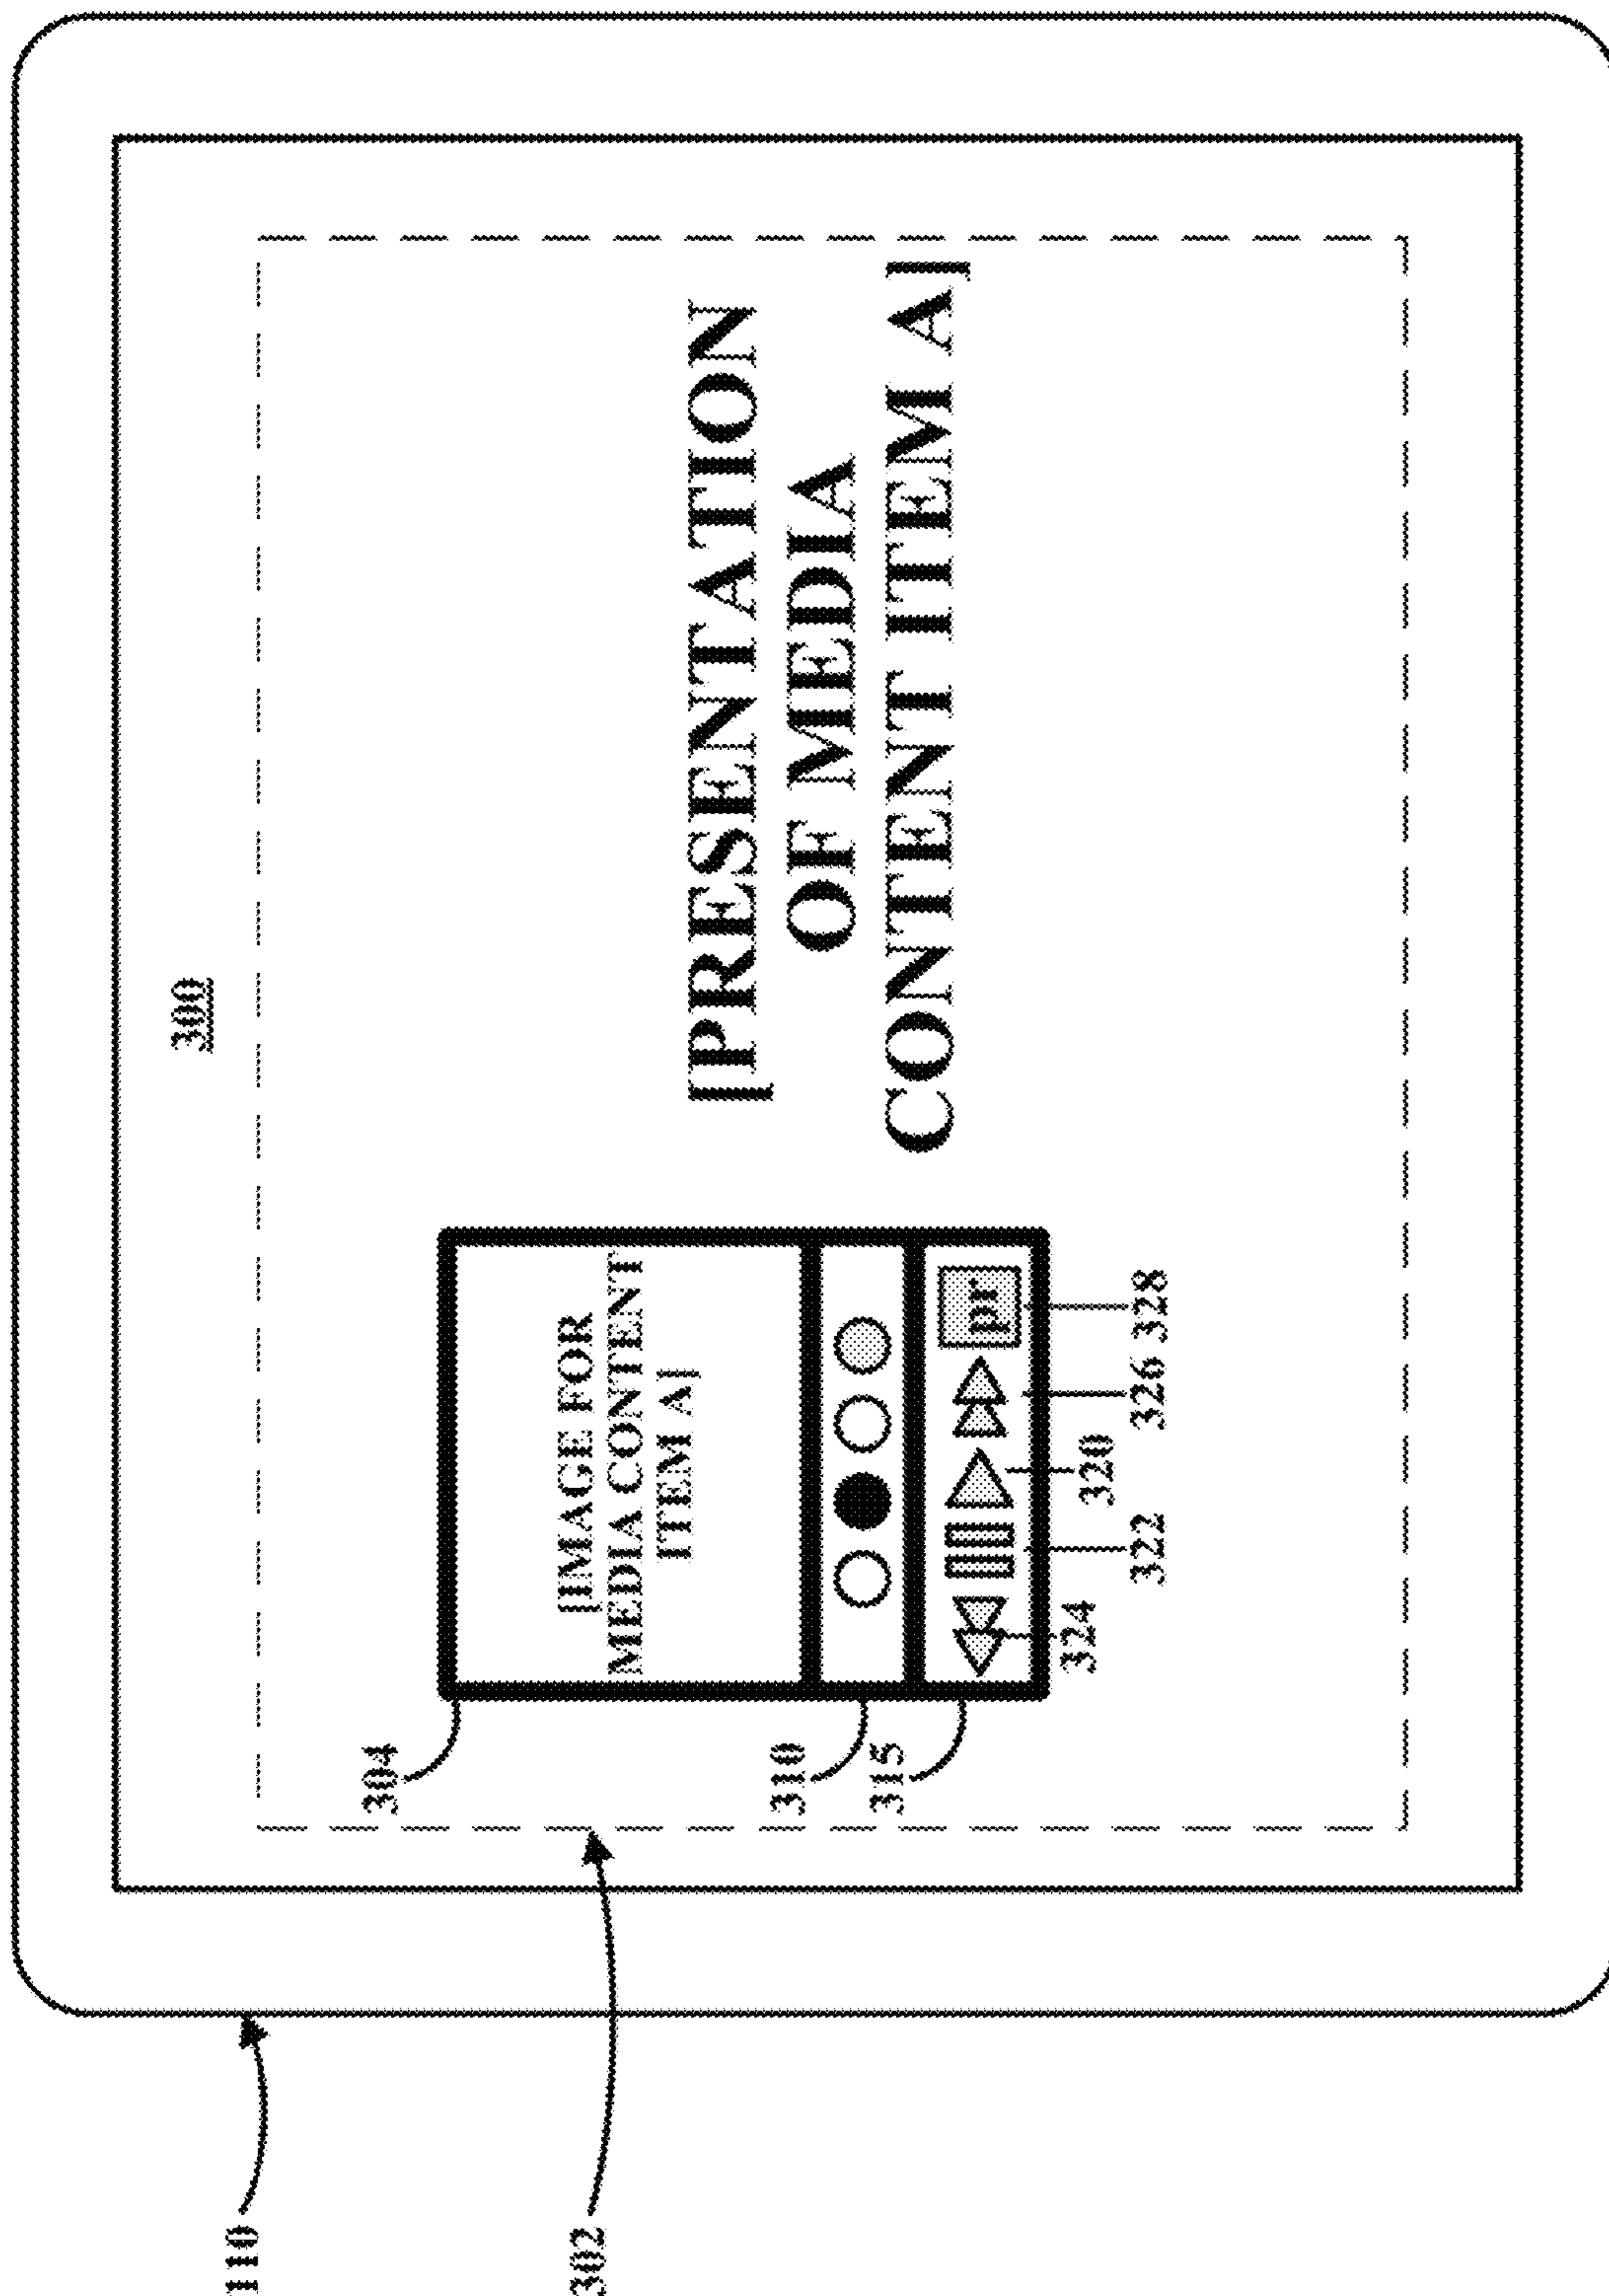 300
[PRESENTATION
OF MEDIA
CONTENT ITEM A]
304
[IMAGE FOR
MEDIA CONTENT
ITEM A]
310
315
pr
324
322
320
326
328
110
302